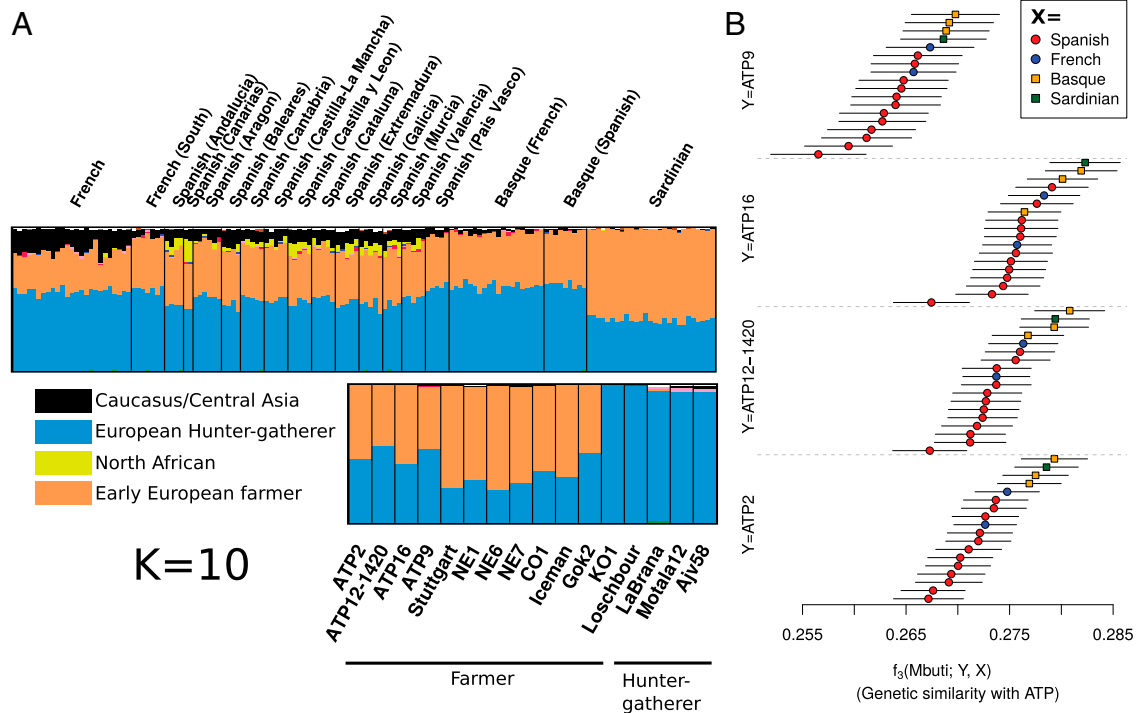 A
French
French (South)
Spanish (Andalucia)
Spanish (Canarias)
Spanish (Aragon)
Spanish (Baleares)
Spanish (Cantabria)
Spanish (Castilla-La Mancha)
Spanish (Castilla y Leon)
Spanish (Cataluna)
Spanish (Extremadura)
Spanish (Galicia)
Spanish (Murcia)
Spanish (Valencia)
Spanish (Pais Vasco)
Basque (French)
Basque (Spanish)
Sardinian
Caucasus/Central Asia
European Hunter-gatherer
North African
Early European farmer
K=10
ATP2
ATP12-1420
ATP16
ATP9
Stuttgart
NE1
NE6
NE7
CO1
Iceman
Gok2
KO1
Loschbour
LaBrana
Motala12
Ajv58
Farmer
Hunter-
gatherer
B
X=
Spanish
French
Basque
Sardinian
Y=ATP9
Y=ATP16
Y=ATP12−1420
Y=ATP2
0.255
0.265
0.275
0.285
f3(Mbuti; Y, X)
(Genetic similarity with ATP)